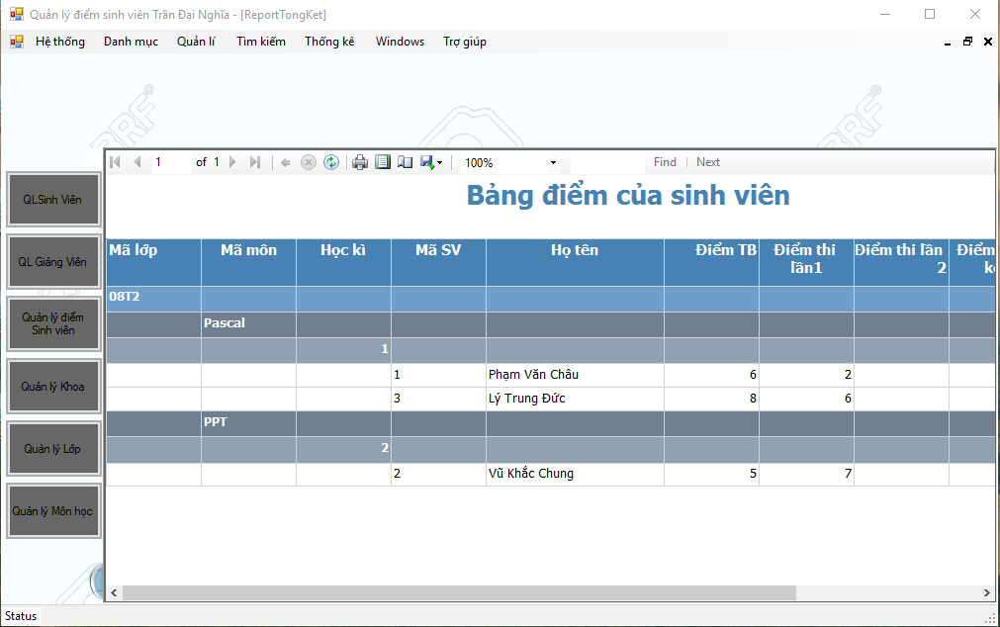 Quản lý điểm sinh viên Trần Đại Nghĩa - [ReportTongKet]
Hệ thống Danh mục Quản lí Tìm kiếm Thống kê Windows Trợ giúp
1 of 1 100% Find Next
Bảng điểm của sinh viên
Mã lớp Mã môn Học kì Mã SV Họ tên Điểm TB Điểm thi Điểm thi lần Điểm
lần1 2
08T2
Pascal
1
1 Phạm Văn Châu 6 2
3 Lý Trung Đức 8 6
PPT
2
2 Vũ Khắc Chung 5 7
QLSinh Viên
QL Giảng Viên
Quản lý điểm
Sinh viên
Quản lý Khoa
Quản lý Lớp
Quản lý Môn học
Status